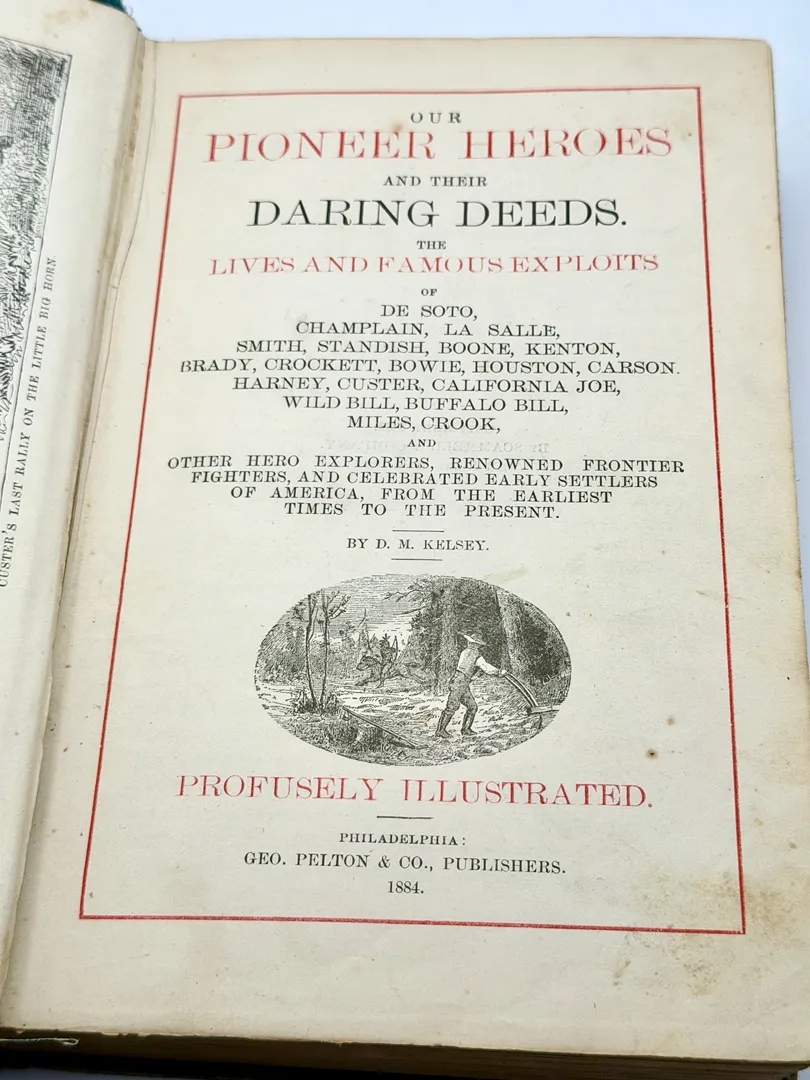 CUSTER'S LAST RALLY ON THE LITTLE BIG HORN.
OUR
PIONEER HEROES
AND THEIR
DARING DEEDS.
THE
LIVES AND FAMOUS EXPLOITS
OF
DE SOTO,
CHAMPLAIN, LA SALLE,
SMITH, STANDISH, BOONE, KENTON,
BRADY, CROCKETT, BOWIE, HOUSTON, CARSON.
HARNEY, CUSTER, CALIFORNIA JOE,
WILD BILL, BUFFALO BILL,
MILES, CROOK,
AND
OTHER HERO EXPLORERS, RENOWNED FRONTIER
FIGHTERS, AND CELEBRATED EARLY SETTLERS
OF AMERICA, FROM THE EARLIEST
TIMES TO THE PRESENT.
BY D. M. KELSEY.
PROFUSELY ILLUSTRATED.
PHILADELPHIA:
GEO. PELTON & CO., PUBLISHERS.
1884.